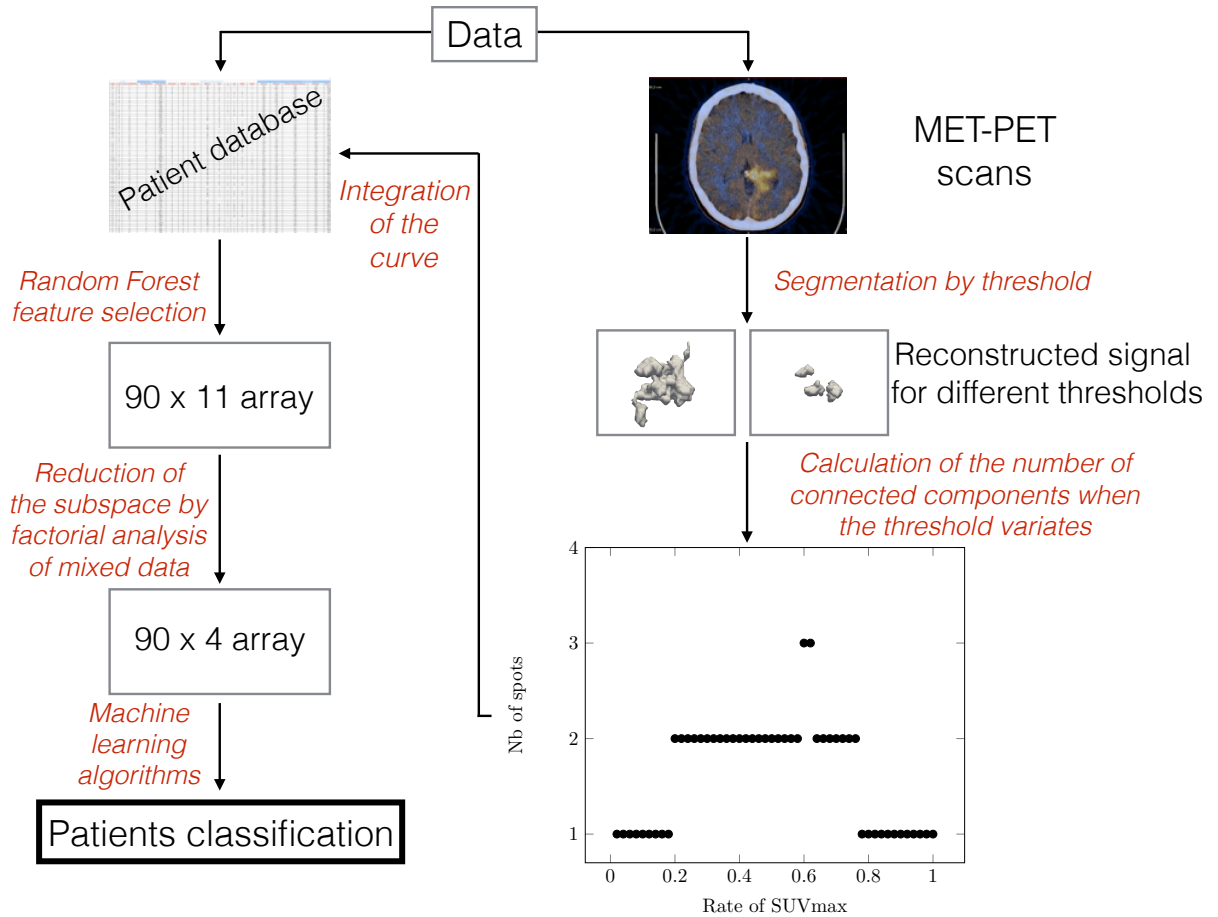 Data
Patient database
MET-PET
scans
Integration
of the
curve
Random Forest
feature selection
Segmentation by threshold
90 x 11 array
Reconstructed signal
for different thresholds
Reduction of
the subspace by
factorial analysis
of mixed data
Calculation of the number of
connected components when
the threshold variates
90 x 4 array
Machine
learning
algorithms
Patients classification
4
3
2
1
Nb of spots
0
0.2
0.4
0.6
0.8
1
Rate of SUVmax